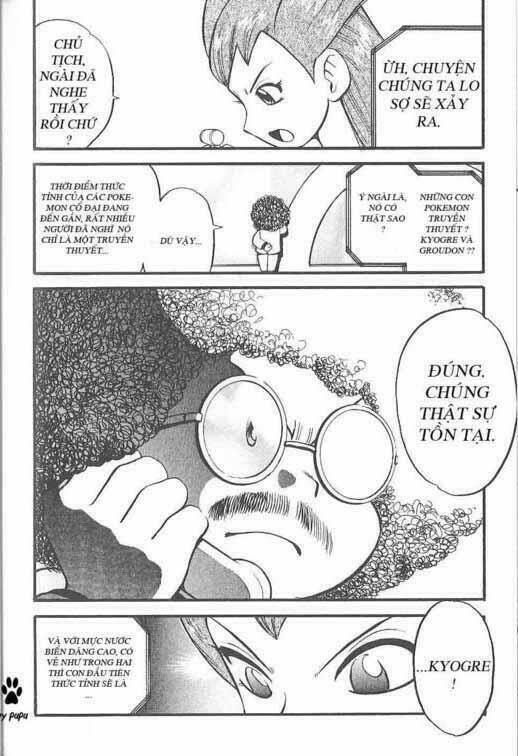 CHỦ
TỊCH,
NGÀI ĐÃ
NGHE
THẤY
RỒI CHỨ
?
ỪH, CHUYỆN
CHÚNG TA LO
SỢ SẼ XẢY
RA.
THỜI ĐIỂM THỨC
TỈNH CỦA CÁC POKE-
MON CỔ ĐẠI ĐANG
ĐẾN GẦN, RẤT NHIỀU
NGƯỜI ĐÃ NGHĨ NÓ
CHỈ LÀ MỘT TRUYỀN
THUYẾT...
DÙ VẬY...
Ý NGÀI LÀ,
NÓ CÓ
THẬT SAO
?
NHỮNG CON
POKEMON
TRUYỀN
THUYẾT ?
KYOGRE VÀ
GROUDON ??
ĐÚNG,
CHÚNG
THẬT SỰ
TỒN TẠI.
VÀ VỚI MỰC NƯỚC
BIỂN DÂNG CAO, CÓ
VẺ NHƯ TRONG HAI
THÌ CON ĐẦU TIÊN
THỨC TỈNH SẼ LÀ
...
...KYOGRE
!
by pupu